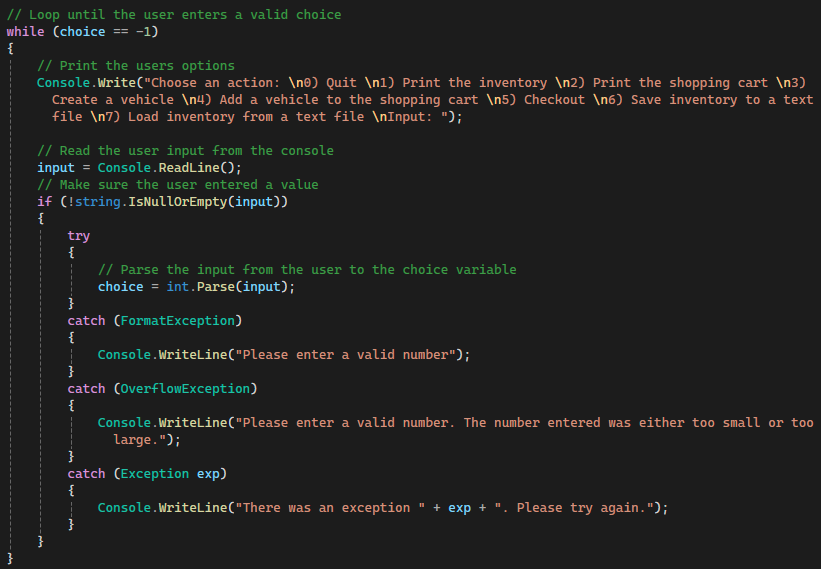 // Loop until the user enters a valid choice
while (choice == -1)
{
// Print the users options
Console.Write("Choose an action: \n0) Quit \n1) Print the inventory \n2) Print the shopping cart \n3)
Create a vehicle \n4) Add a vehicle to the shopping cart \n5) Checkout \n6) Save inventory to a text
file \n7) Load inventory from a text file \nInput: ");
// Read the user input from the console
input = Console.ReadLine();
// Make sure the user entered a value
if (!string.IsNullOrEmpty(input))
{
try
{
// Parse the input from the user to the choice variable
choice = int.Parse(input);
}
catch (FormatException)
{
Console.WriteLine("Please enter a valid number");
}
catch (OverflowException)
{
Console.WriteLine("Please enter a valid number. The number entered was either too small or too
large.");
}
catch (Exception exp)
{
Console.WriteLine("There was an exception " + exp + ". Please try again.");
}
}
}